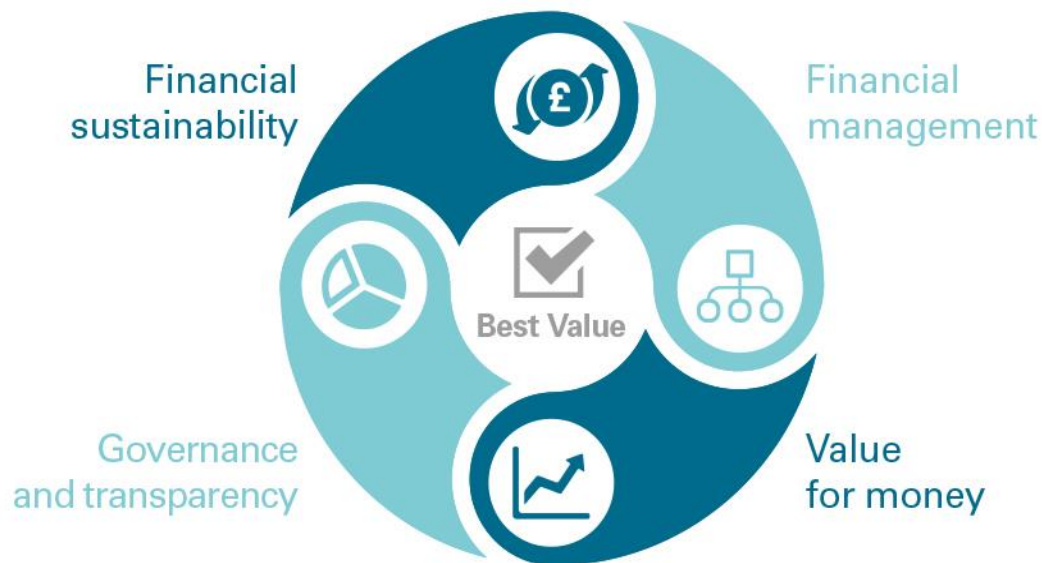 Financial
sustainability
£
Financial
management
Best Value
Governance
and transparency
Value
for money